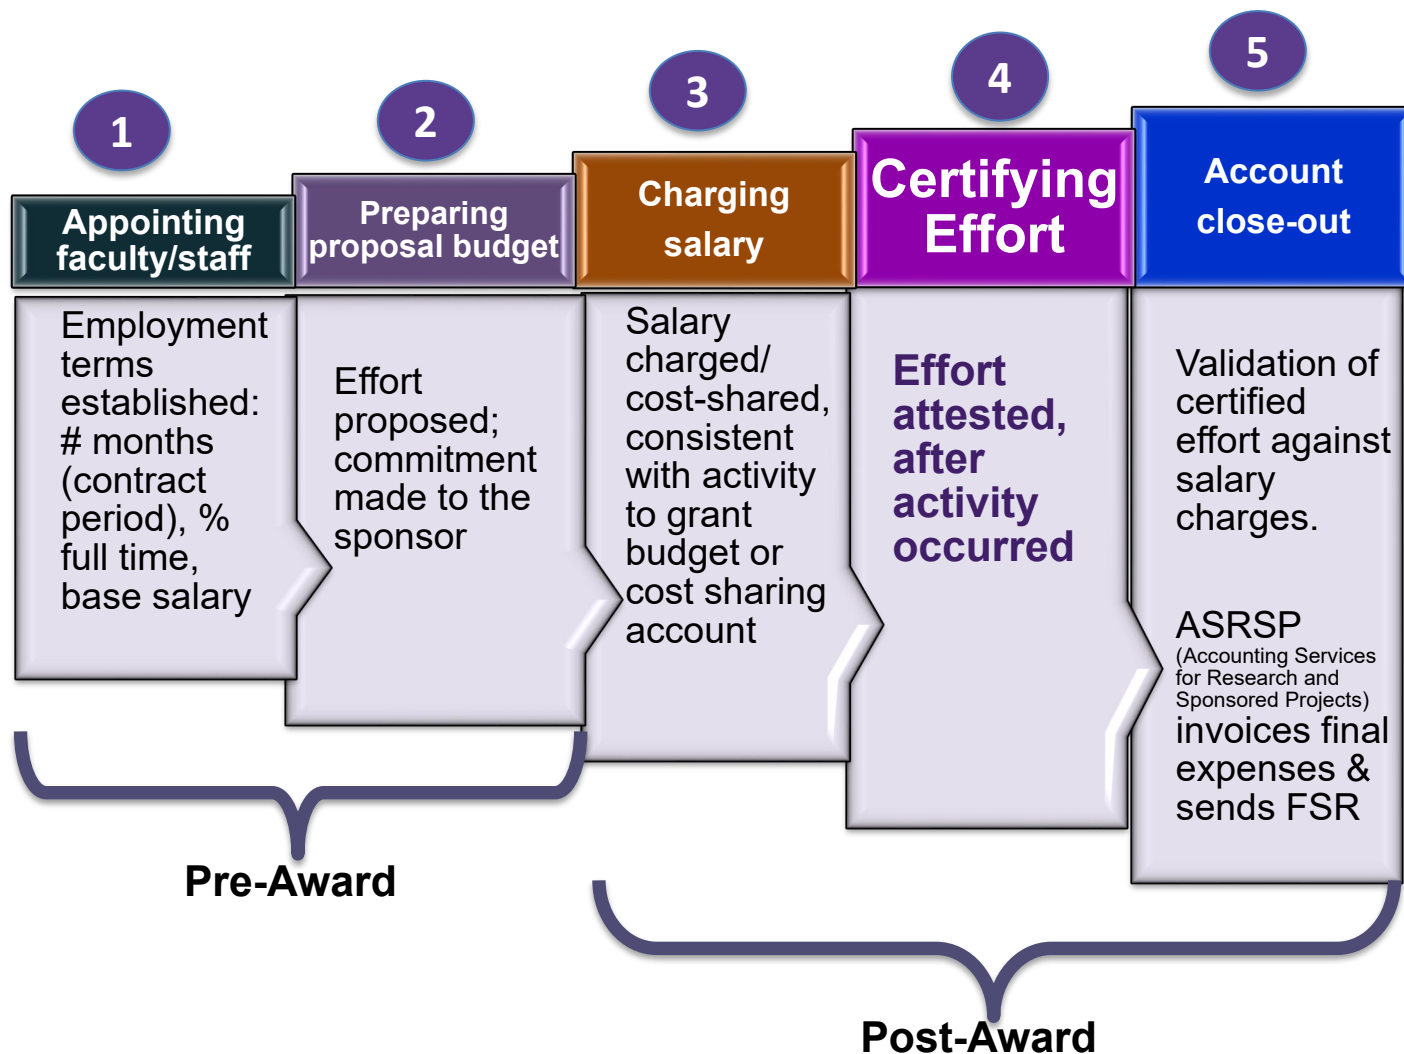 1
Appointing
faculty/staff
Employment
terms
established:
# months
(contract
period), %
full time,
base salary
2
Preparing
proposal budget
Effort
proposed;
commitment
made to the
sponsor
3
Charging
salary
Salary
charged/
cost-shared,
consistent
with activity
to grant
budget or
cost sharing
account
4
Certifying
Effort
Effort
attested,
after
activity
occurred
5
Account
close-out
Validation of
certified
effort against
salary
charges.
ASRSP
(Accounting Services
for Research and
Sponsored Projects)
invoices final
expenses &
sends FSR
Pre-Award
Post-Award